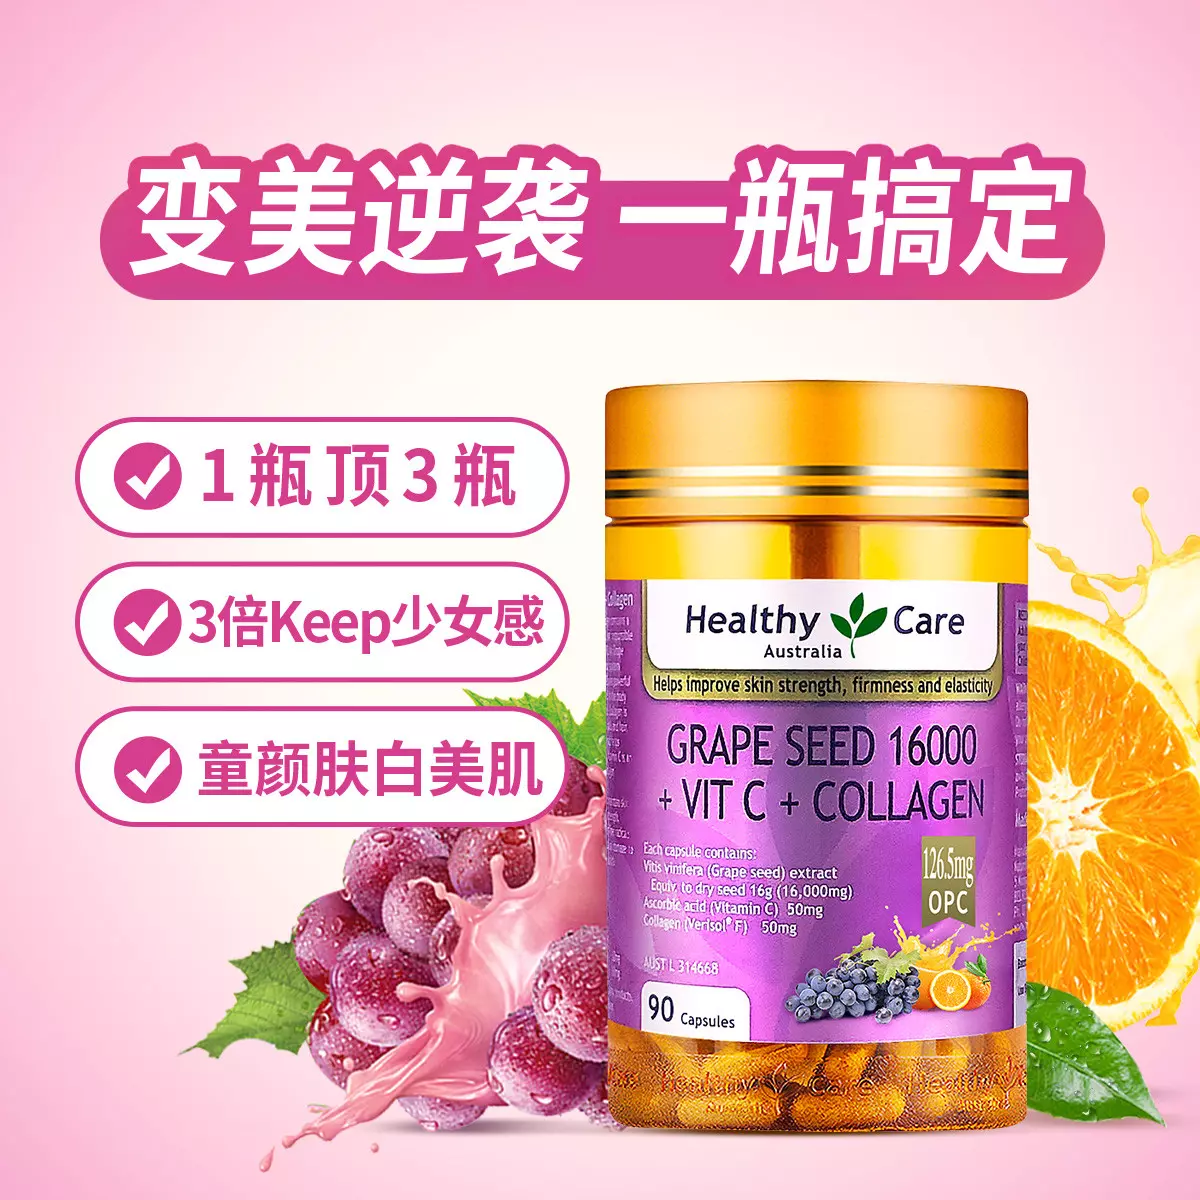 变美逆袭 一瓶搞定
1瓶顶3瓶
3倍Keep少女感
童颜肤白美肌
Healthy Care
Australia
Helps improve skin strength, firmness and elasticity
GRAPE SEED 16000
+ VIT C + COLLAGEN
Each capsule contains:
Vitis vinifera (Grape seed) extract
Equiv. to dry seed 16g (16,000mg)
Ascorbic acid (Vitamin C) 50mg
Collagen (Verisol® F) 50mg
126.5mg
OPC
AUST L 314668
90 Capsules
Healthy Care